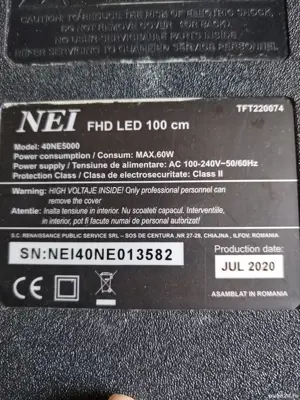 CAUTION: TO REDUCE THE RISK OF ELECTRIC SHOCK,
DO NOT REMOVE COVER (OR BACK).
NO USER SERVICEABLE PARTS INSIDE
REFER SERVICING TO QUALIFIED SERVICE PERSONNEL
TFT220074
NEI FHD LED 100 cm
Model: 40NE5000
Power consumption / Consum: MAX.60W
Power supply / Tensiune de alimentare: AC 100-240V~50/60Hz
Protection Class / Clasa de electrosecuritate: Class II
Warning: HIGH VOLTAJE INSIDE! Only professional personnel can
remove the cover
Atentie: Inalta tensiune in interior. Nu scoateti capacul. Interventiile,
in interior, pot fi facute numai de personal autorizat!
S.C. RENAISSANCE PUBLIC SERVICE SRL – SOS DE CENTURA ,NR 27-28, CHIAJNA , ILFOV. ROMANIA
SN:NEI40NE013582
Production date:
JUL 2020
ASAMBLAT IN ROMANIA